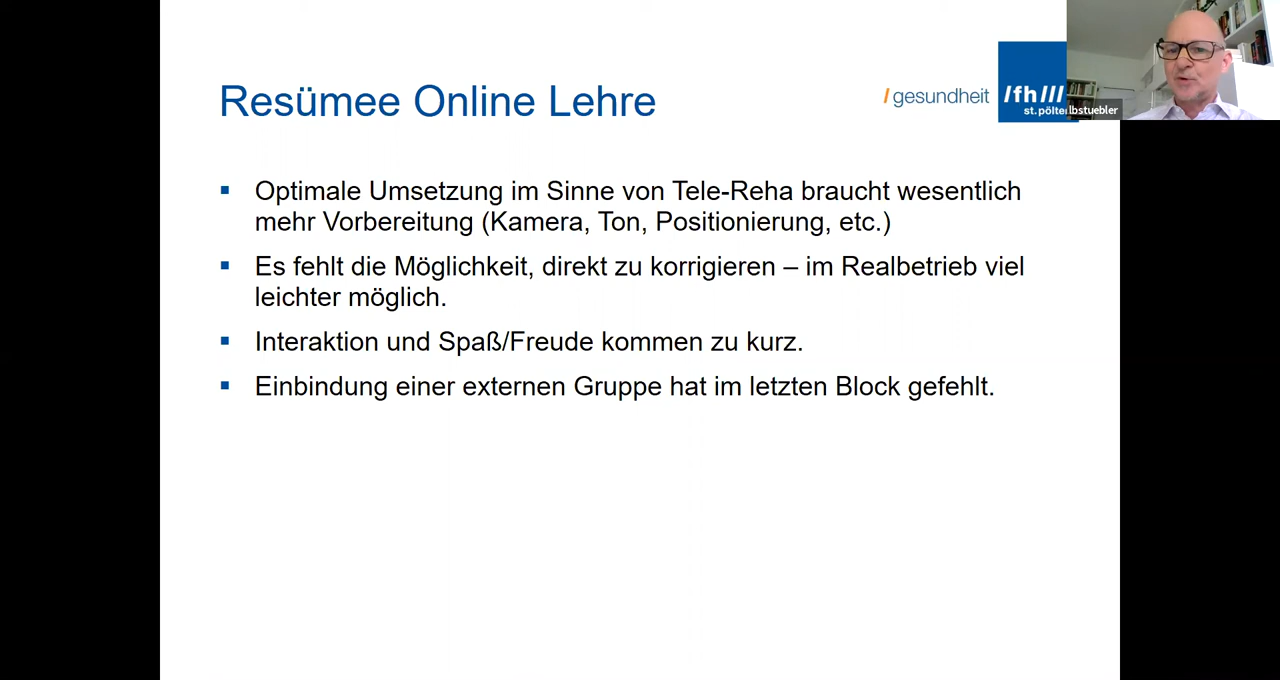 Resümee Online Lehre
/ gesundheit
/fh///
st.pölte
lbstuebler
▪ Optimale Umsetzung im Sinne von Tele-Reha braucht wesentlich
mehr Vorbereitung (Kamera, Ton, Positionierung, etc.)
▪ Es fehlt die Möglichkeit, direkt zu korrigieren – im Realbetrieb viel
leichter möglich.
▪ Interaktion und Spaß/Freude kommen zu kurz.
▪ Einbindung einer externen Gruppe hat im letzten Block gefehlt.